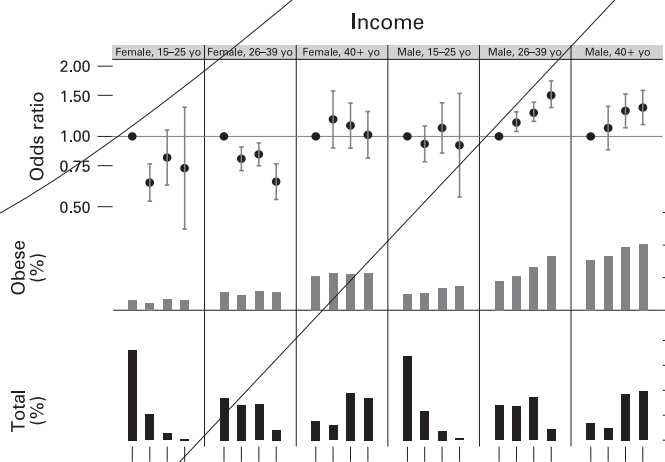 Income
Female, 15–25 yo
Female, 26–39 yo
Female, 40+ yo
Male, 15–25 yo
Male, 26–39 yo
Male, 40+ yo
Odds ratio
2.00
1.50
1.00
0.75
0.50
Obese
(%)
Total
(%)